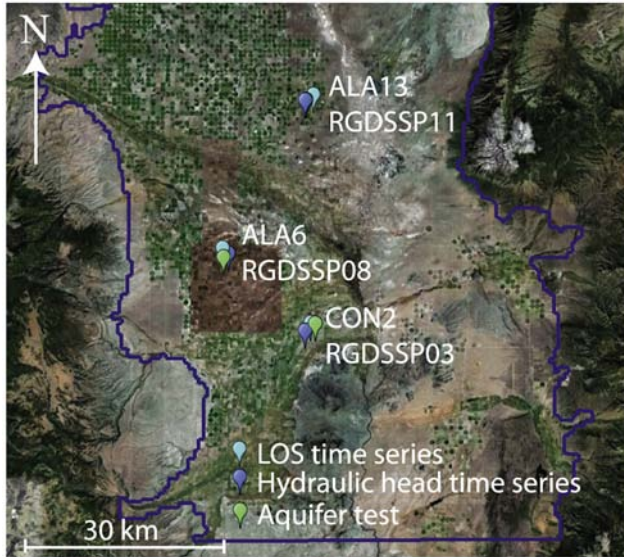 N
ALA13
RGDSSP11
ALA6
RGDSSP08
CON2
RGDSSP03
LOS time series
Hydraulic head time series
Aquifer test
30 km